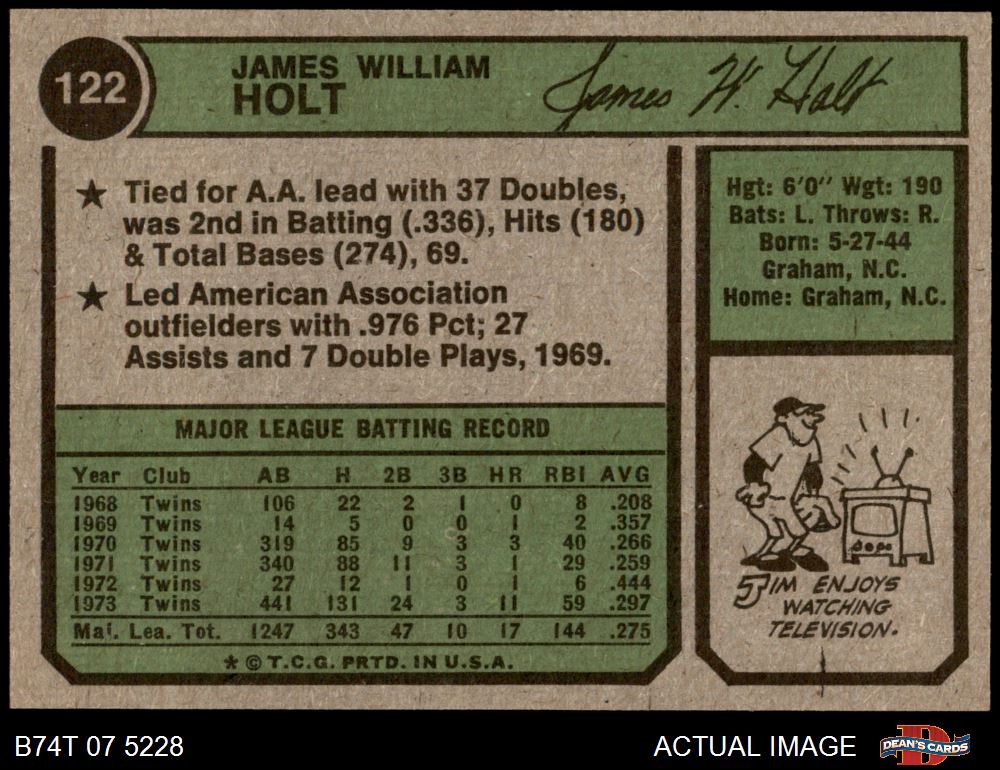 122
JAMES WILLIAM
HOLT
James W. Holt
★ Tied for A.A. lead with 37 Doubles,
was 2nd in Batting (.336), Hits (180)
& Total Bases (274), 69.
★ Led American Association
outfielders with .976 Pct; 27
Assists and 7 Double Plays, 1969.
Hgt: 6'0" Wgt: 190
Bats: L. Throws: R.
Born: 5-27-44
Graham, N.C.
Home: Graham, N.C.
MAJOR LEAGUE BATTING RECORD
Year Club AB H 2B 3B HR RBI AVG
1968 Twins 106 22 2 1 0 8 .208
1969 Twins 14 5 0 0 1 2 .357
1970 Twins 319 85 9 3 3 40 .266
1971 Twins 340 88 11 3 1 29 .259
1972 Twins 27 12 1 0 1 6 .444
1973 Twins 441 131 24 3 11 59 .297
Maj. Lea. Tot. 1247 343 47 10 17 144 .275
* © T.C.G. PRTD. IN U.S.A.
JIM ENJOYS
WATCHING
TELEVISION.
B74T 07 5228
ACTUAL IMAGE
DEAN'S CARDS